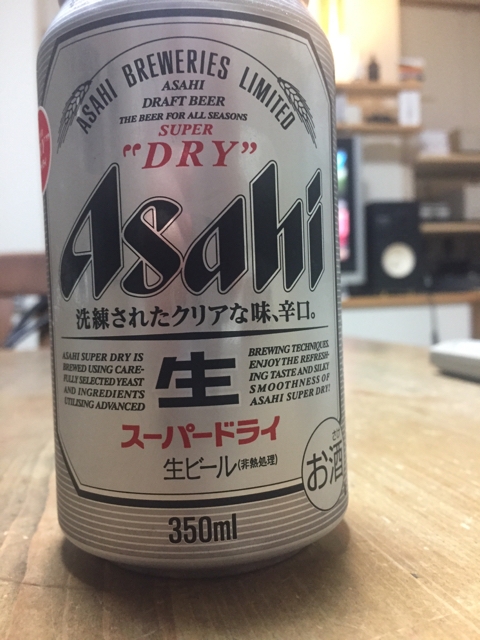 ASAHI BREWERIES LIMITED
ASAHI
DRAFT BEER
THE BEER FOR ALL SEASONS
SUPER
"DRY"
Asahi
洗練されたクリアな味、辛口。
ASAHI SUPER DRY IS
BREWED USING CARE-
FULLY SELECTED YEAST
AND INGREDIENTS
UTILISING ADVANCED
生
BREWING TECHNIQUES.
ENJOY THE REFRESH-
ING TASTE AND SILKY
SMOOTHNESS OF
ASAHI SUPER DRY!
スーパードライ
生ビール(非熱処理)
お酒
350ml